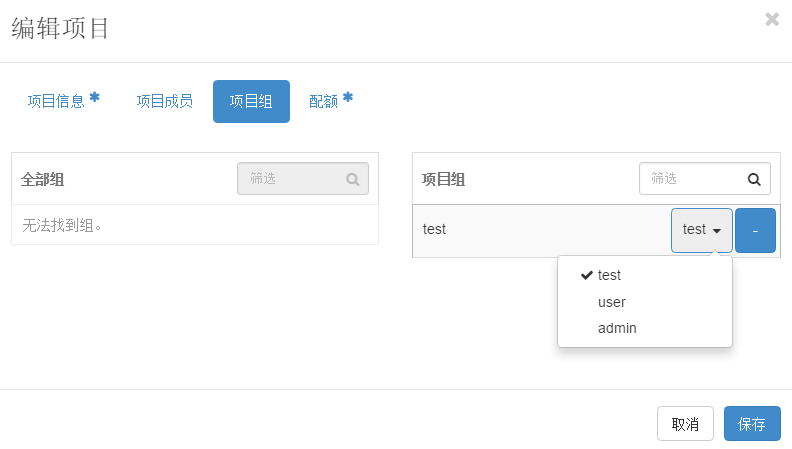 编辑项目
项目信息 * 项目成员 项目组 配额 *
全部组 筛选
无法找到组。
项目组 筛选
test test -
test
user
admin
取消 保存